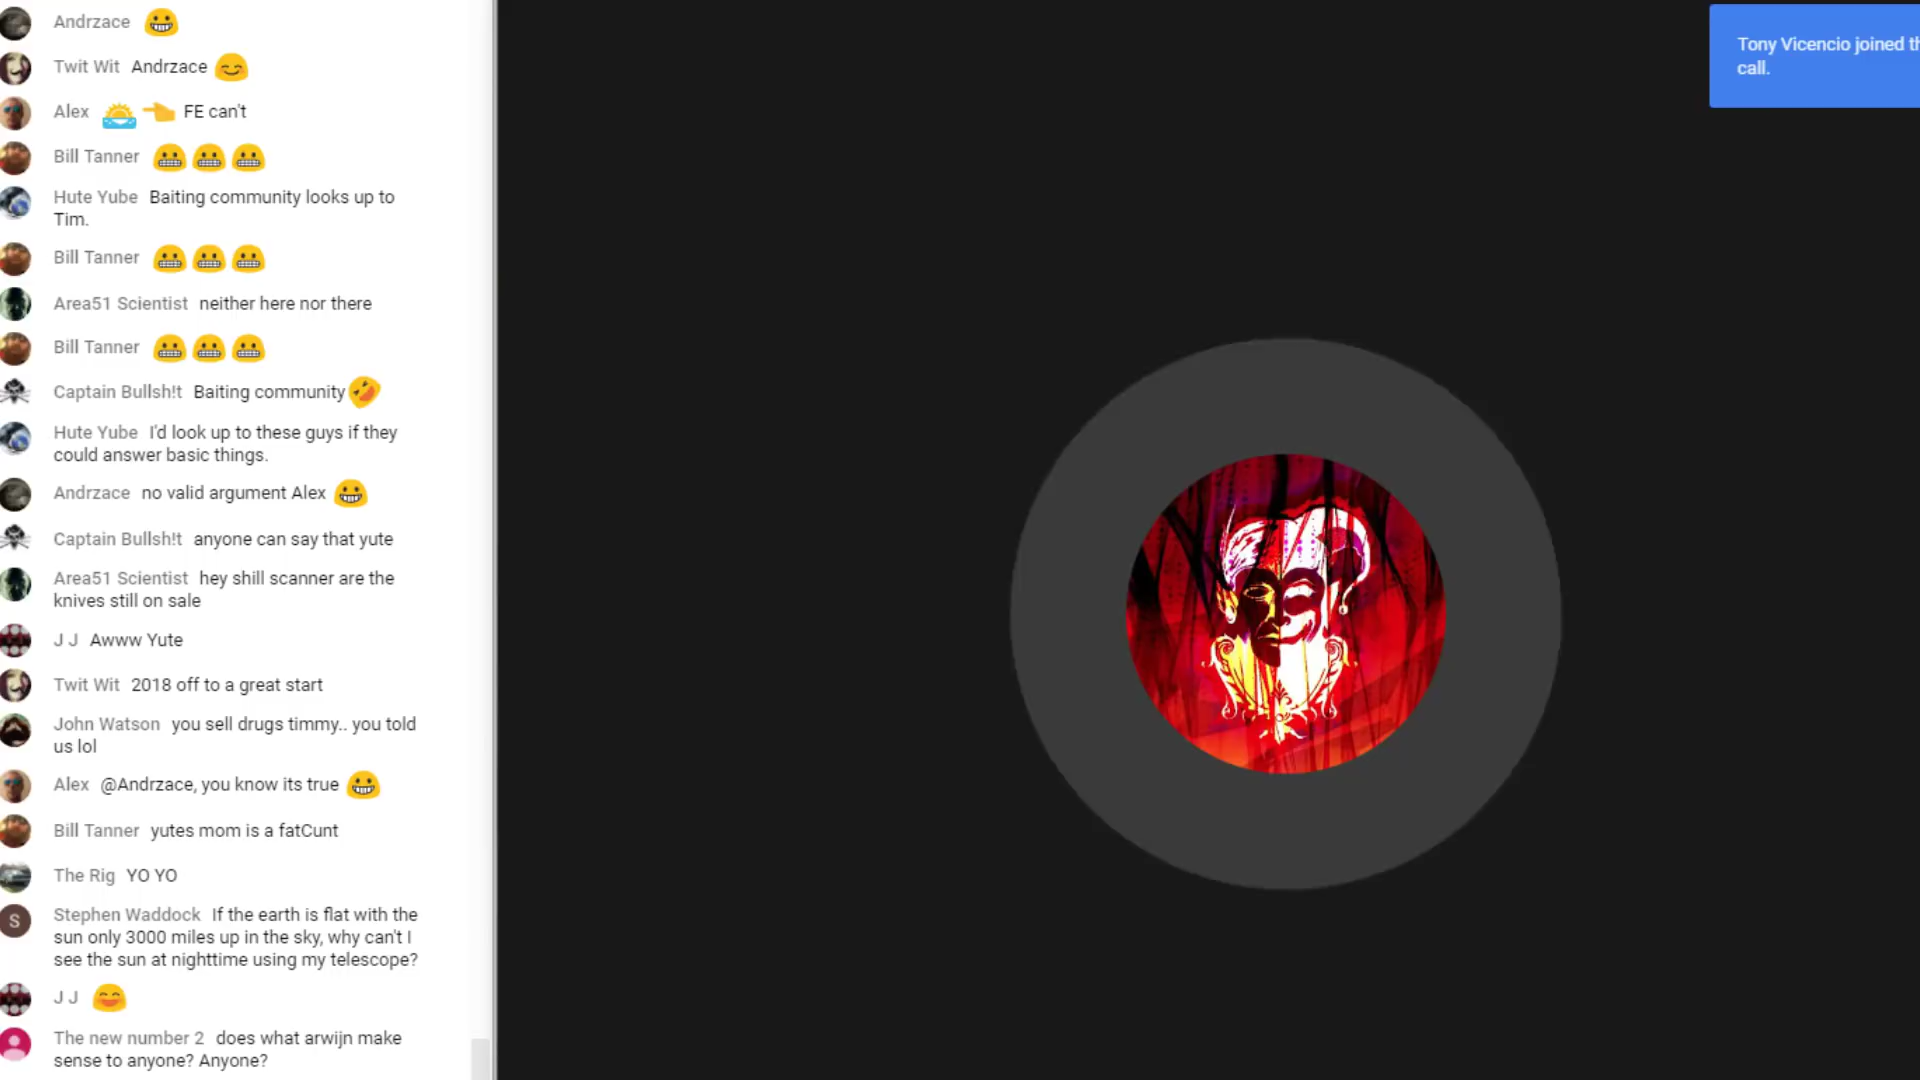 Andrzace
Twit Wit Andrzace
Alex FE can't
Bill Tanner
Hute Yube Baiting community looks up to
Tim.
Bill Tanner
Area51 Scientist neither here nor there
Bill Tanner
Captain Bullsh!t Baiting community
Hute Yube I'd look up to these guys if they
could answer basic things.
Andrzace no valid argument Alex
Captain Bullsh!t anyone can say that yute
Area51 Scientist hey shill scanner are the
knives still on sale
J J Awww Yute
Twit Wit 2018 off to a great start
John Watson you sell drugs timmy.. you told
us lol
Alex @Andrzace, you know its true
Bill Tanner yutes mom is a fatCunt
The Rig YO YO
S
Stephen Waddock If the earth is flat with the
sun only 3000 miles up in the sky, why can't I
see the sun at nighttime using my telescope?
J J
The new number 2 does what arwijn make
sense to anyone? Anyone?
Tony Vicencio joined th
call.